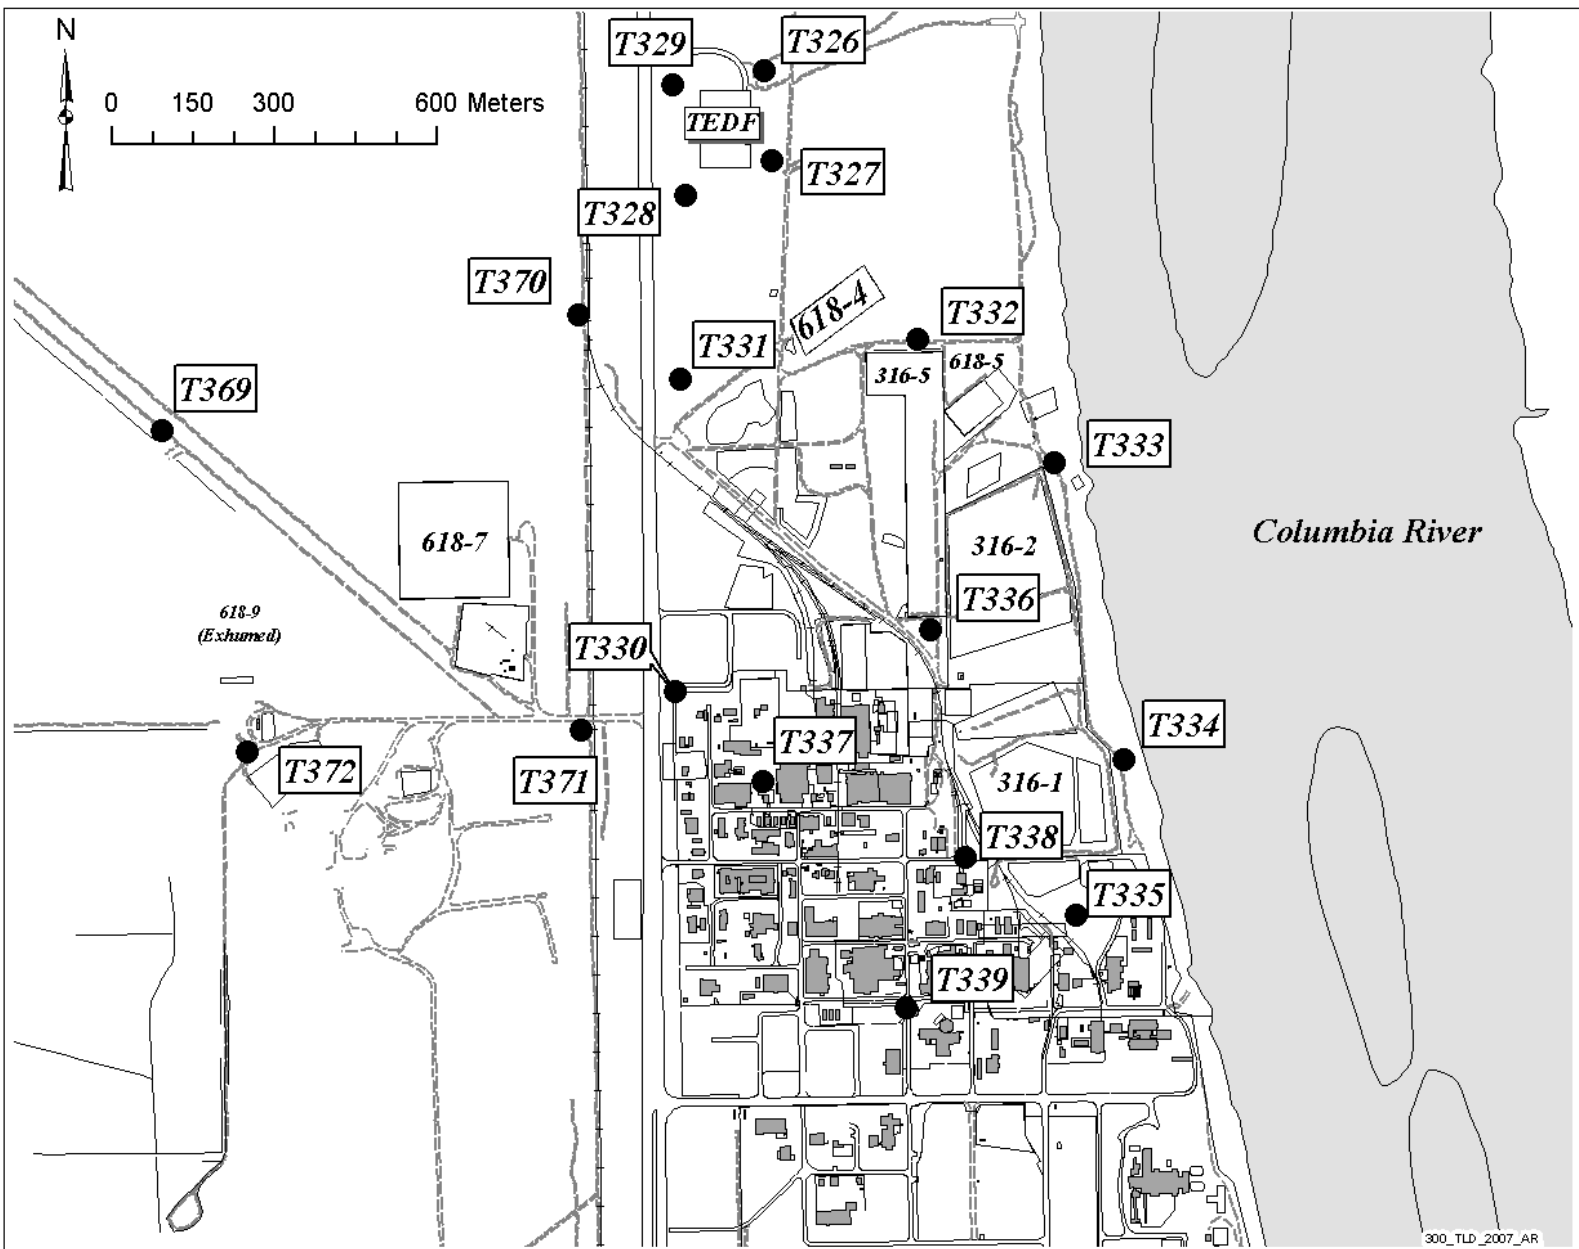 N
0 150 300 600 Meters
T329
T326
TEDF
T327
T328
T370
618-4
T332
T331
316-5
618-5
T369
T333
618-7
316-2
Columbia River
T336
618-9
(Exhumed)
T330
T334
T337
T372
T371
316-1
T338
T335
T339
300_TLD_2007_AR